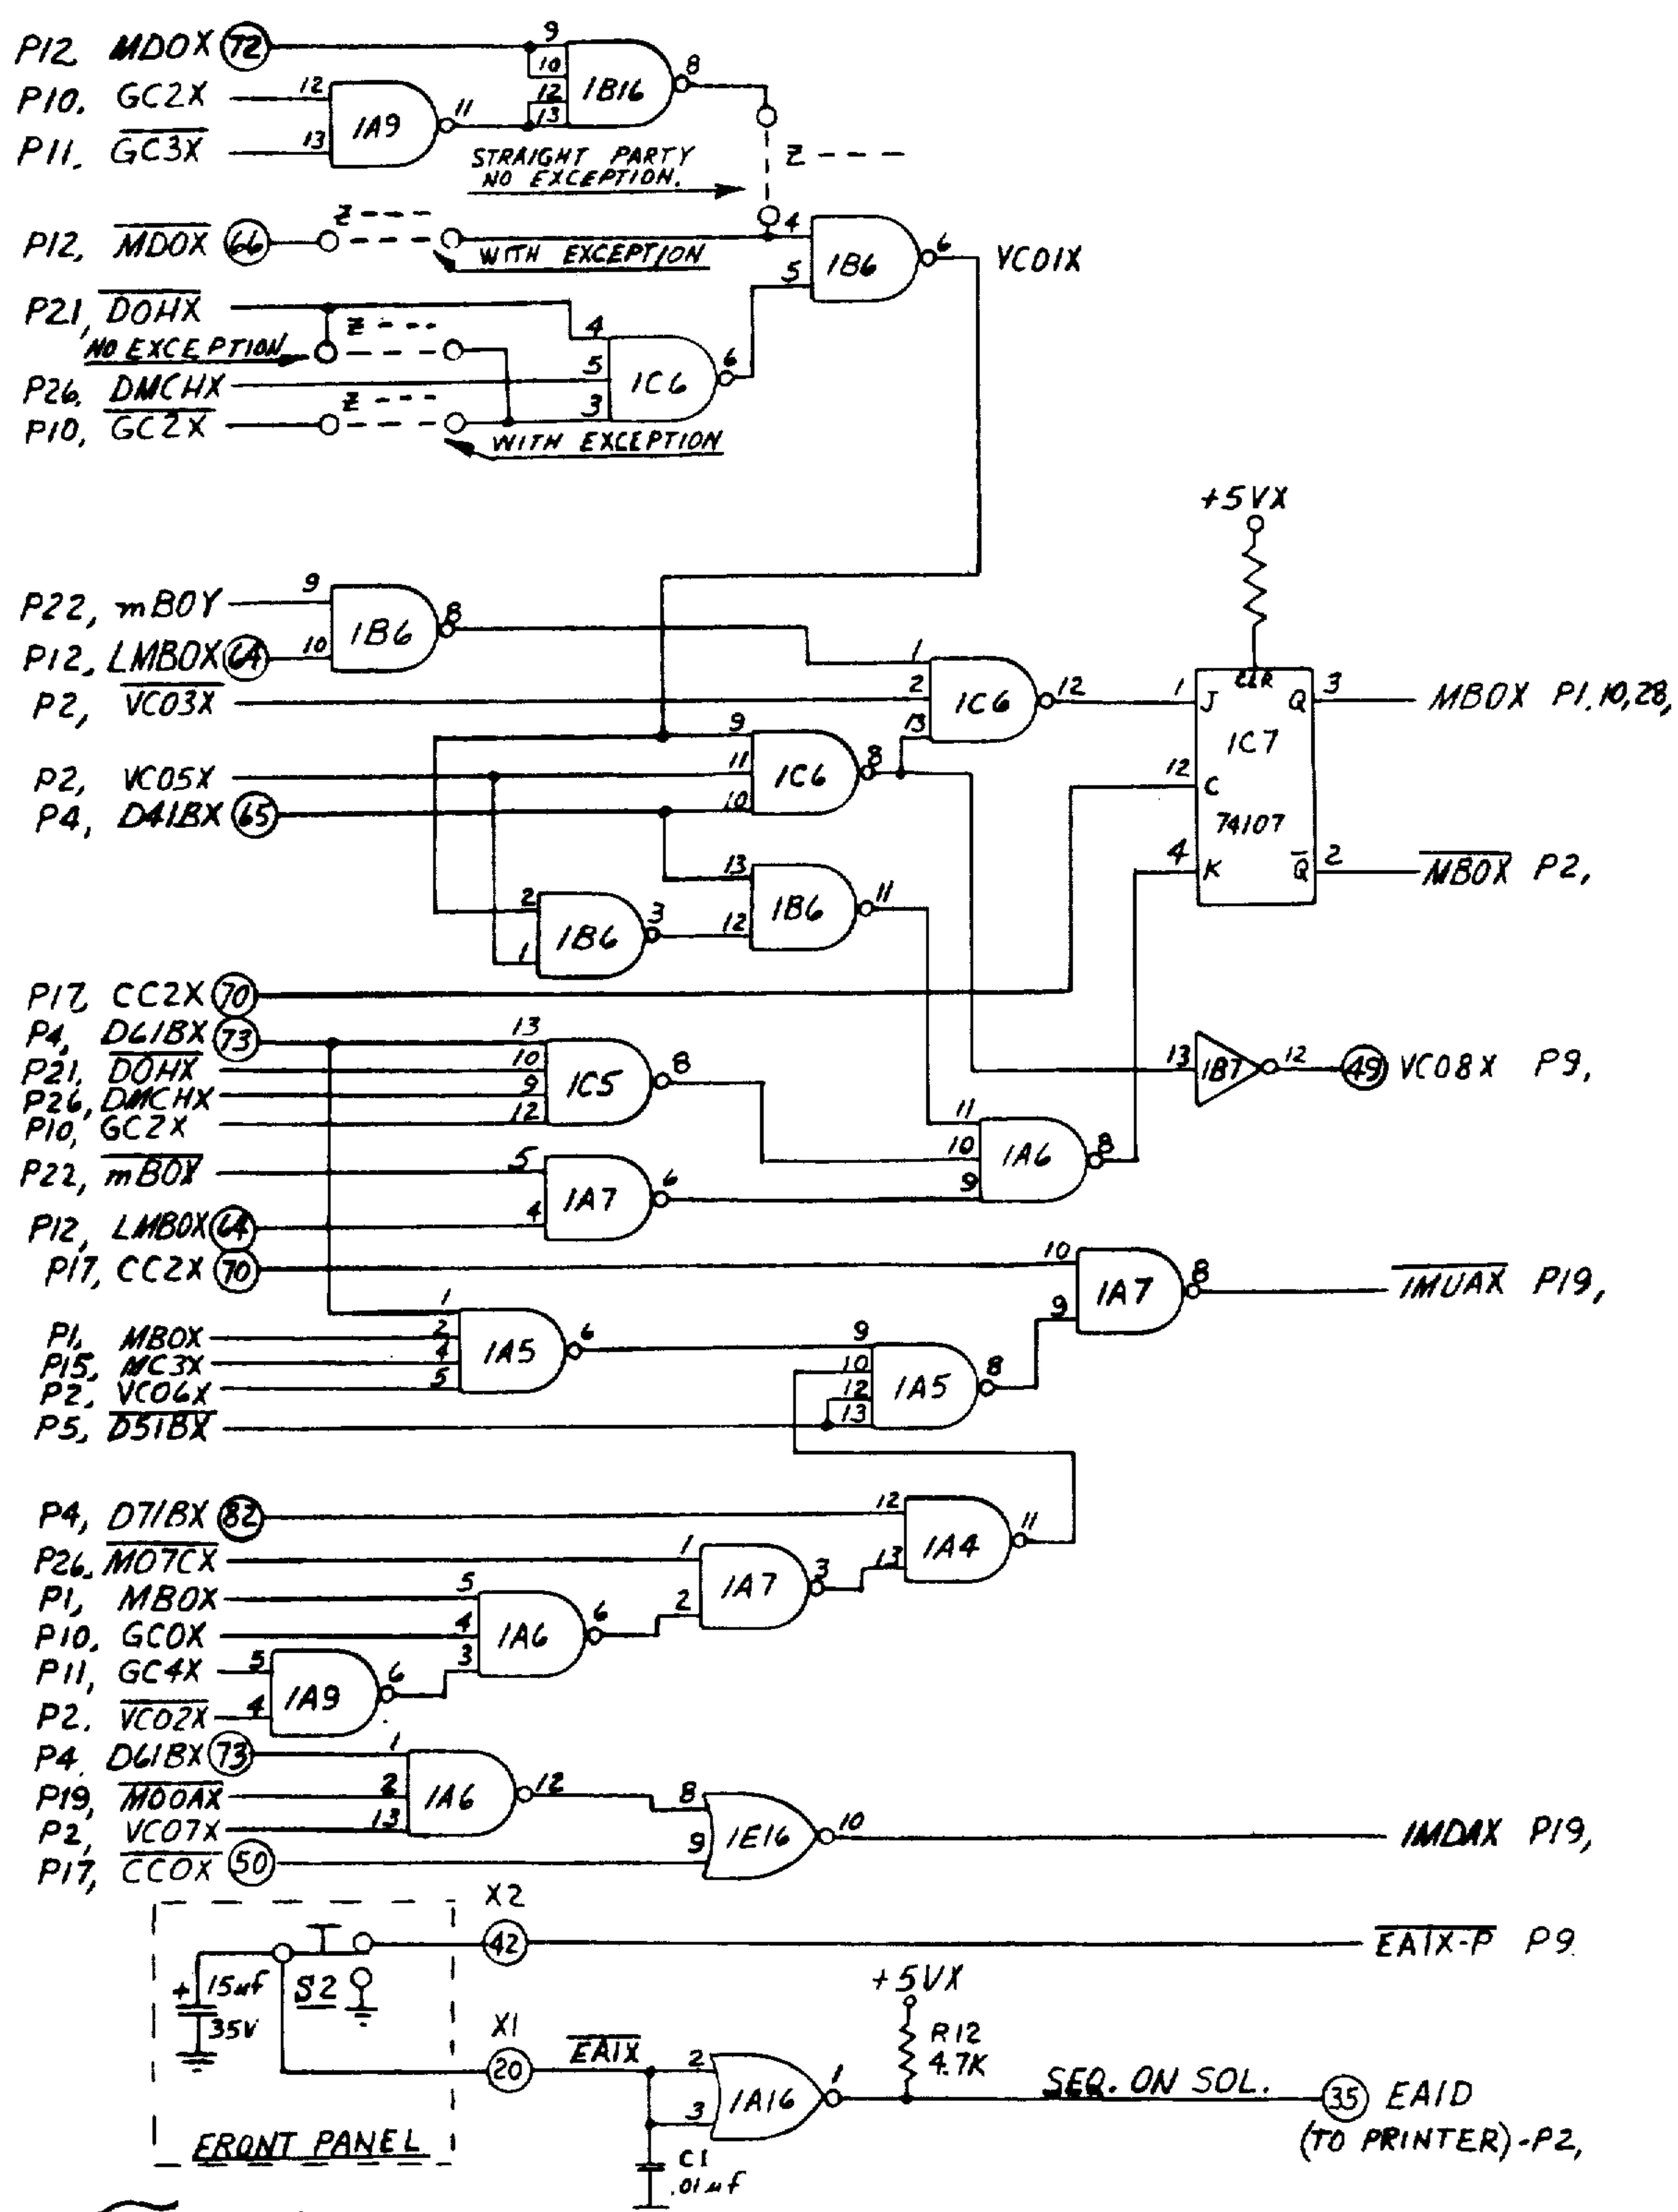 P12, MDOX 72
9
10
12
13
1B16
8
P10, GC2X
12
1A9
11
P11, GC3X
13
STRAIGHT PARTY
NO EXCEPTION.
Z ----
P12, MDOX 66
Z ----
WITH EXCEPTION
4
5
1B6
6
VC01X
P21, DOHX
Z ----
NO EXCEPTION
4
5
3
1C6
6
P26, DMCHX
P10, GC2X
Z ----
WITH EXCEPTION
+5VX
P22, mBOY
9
1B6
8
P12, LMBOX 64
10
P2, VC03X
1
2
13
1C6
12
1 J
CLR
Q 3
MBOX P1,10,28,
1C7
P2, VC05X
9
11
10
1C6
8
12 C
P4, D41BX 65
74107
4 K
Q 2
MBOX P2,
2
1
1B6
3
13
12
1B6
11
P17, CC2X 70
P4, D61BX 73
13
P21, DOHX
10
P26, DMCHX
9
P10, GC2X
12
1C5
8
13
1B7
12
49 VC08X P9,
P22, mBOX
5
1A7
6
P12, LMBOX 64
4
11
10
9
1A6
8
P17, CC2X 70
10
9
1A7
8
IMUAX P19,
1
P1, MBOX
2
P15, MC3X
4
P2, VC06X
5
1A5
6
9
10
12
13
1A5
8
P5, D51BX
P4, D71BX 82
12
13
1A4
11
P26, M07CX
1
2
1A7
3
P1, MBOX
5
P10, GC0X
4
3
1A6
6
P11, GC4X
5
P2, VC02X
4
1A9
6
P4, D61BX 73
1
P19, M00AX
2
P2, VC07X
13
1A6
12
8
9
1E16
10
IMDAX P19,
P17, CC0X 50
X2
42
EA1X-P P9
+ 15uf
35V
S2
X1
20
EA1X
2
3
1A16
1
+5VX
R12
4.7K
SEQ. ON SOL.
35 EA1D
(TO PRINTER)-P2,
FRONT PANEL
C1
.01uf